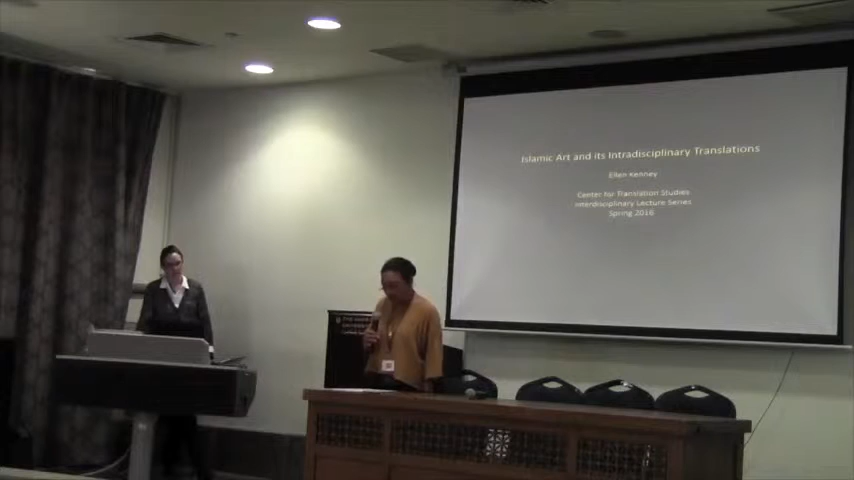 Islamic Art and its Intradisciplinary Translations
Ellen Kenney
Center for Translation Studies
Interdisciplinary Lecture Series
Spring 2016